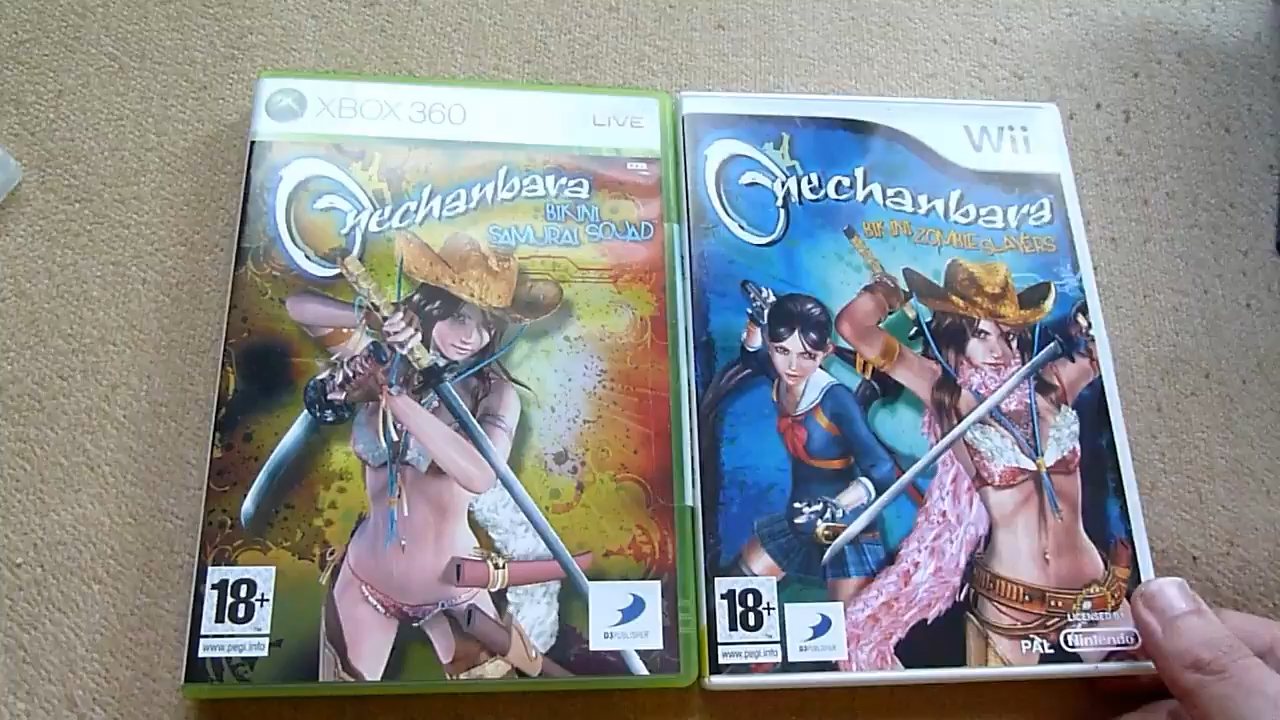 XBOX 360
LIVE
Onechanbara
BIKINI
SAMURAI SQUAD
18+
www.pegi.info
D3PUBLISHER
Wii
Onechanbara
BIKINI ZOMBIE SLAYERS
18+
www.pegi.info
D3PUBLISHER
LICENSED BY
PAL Nintendo